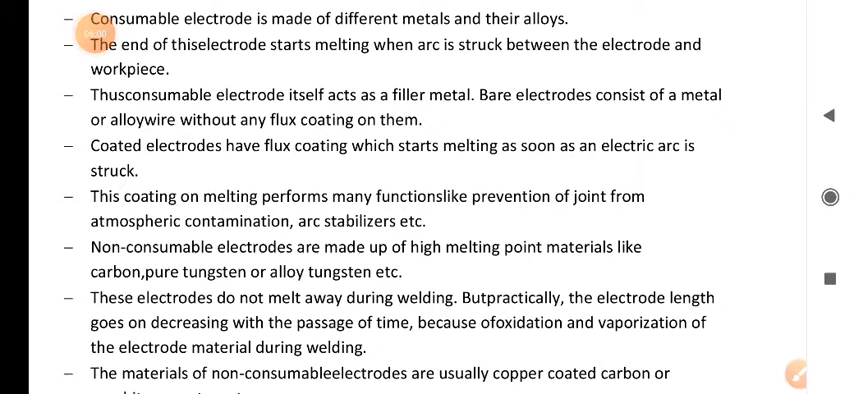 – Consumable electrode is made of different metals and their alloys.
– The end of thiselectrode starts melting when arc is struck between the electrode and
workpiece.
– Thusconsumable electrode itself acts as a filler metal. Bare electrodes consist of a metal
or alloywire without any flux coating on them.
– Coated electrodes have flux coating which starts melting as soon as an electric arc is
struck.
– This coating on melting performs many functionslike prevention of joint from
atmospheric contamination, arc stabilizers etc.
– Non-consumable electrodes are made up of high melting point materials like
carbon,pure tungsten or alloy tungsten etc.
– These electrodes do not melt away during welding. Butpractically, the electrode length
goes on decreasing with the passage of time, because ofoxidation and vaporization of
the electrode material during welding.
– The materials of non-consumableelectrodes are usually copper coated carbon or
06:00